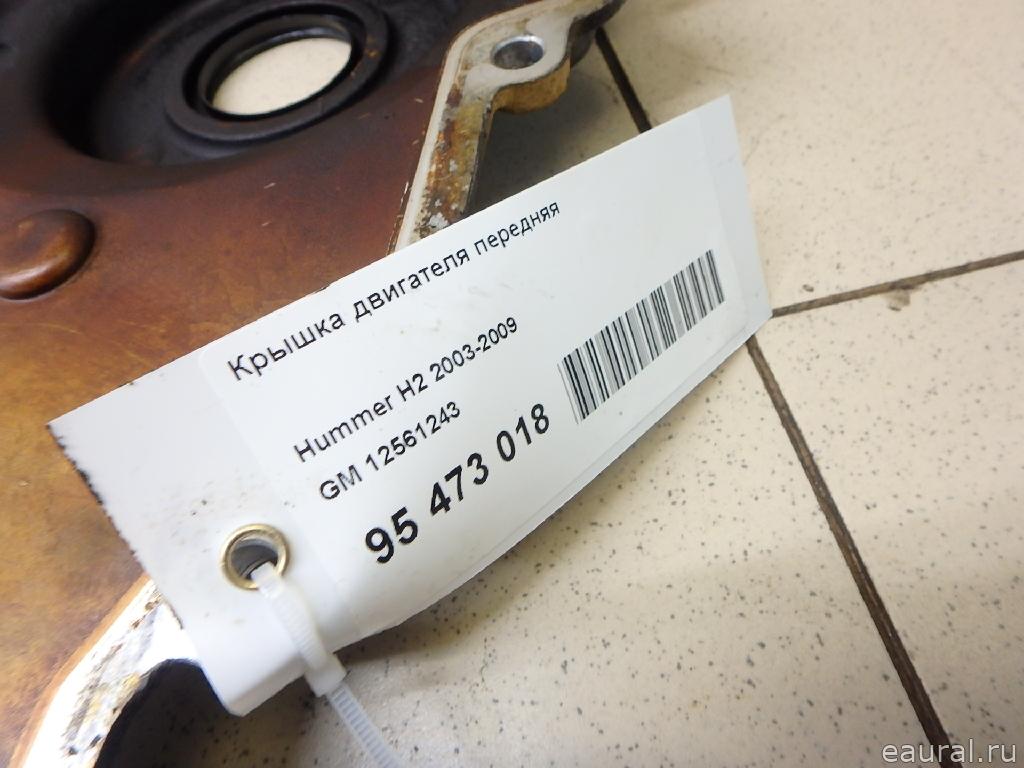 Крышка двигателя передняя
Hummer H2 2003-2009
GM 12561243
95 473 018
eaural.ru